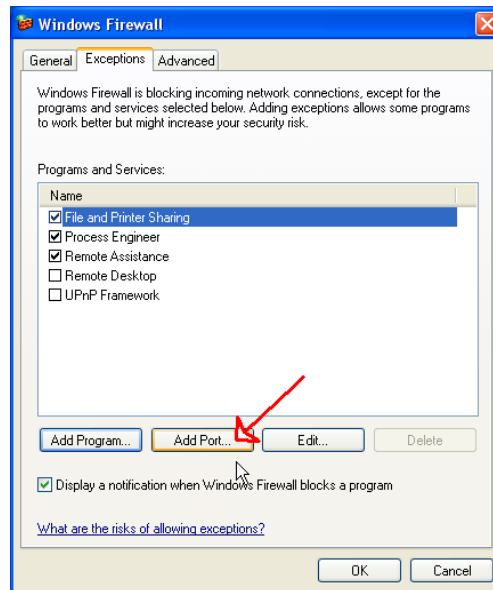 Windows Firewall
General Exceptions Advanced
Windows Firewall is blocking incoming network connections, except for the
programs and services selected below. Adding exceptions allows some programs
to work better but might increase your security risk.
Programs and Services:
Name
File and Printer Sharing
Process Engineer
Remote Assistance
Remote Desktop
UPnP Framework
Add Program... Add Port... Edit... Delete
Display a notification when Windows Firewall blocks a program
What are the risks of allowing exceptions?
OK Cancel